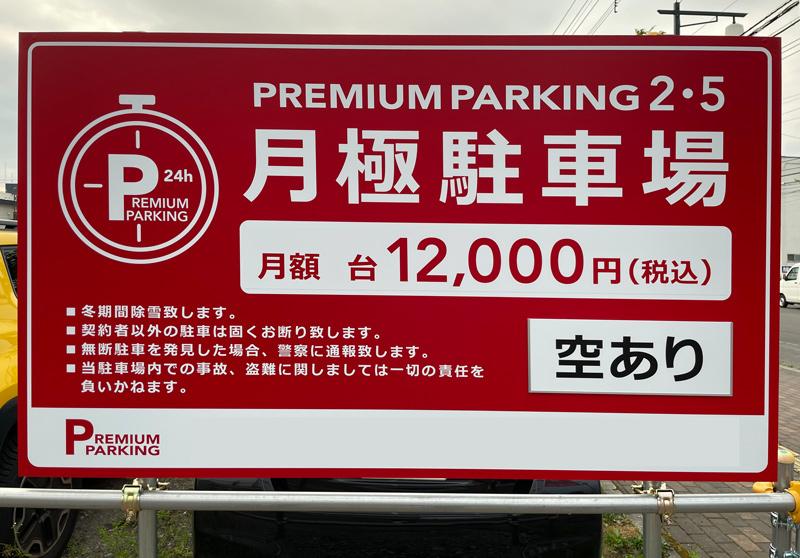 PREMIUM PARKING 2・5
P 24h
PREMIUM
PARKING
月極駐車場
月額 台 12,000円(税込)
■ 冬期間除雪致します。
■ 契約者以外の駐車は固くお断り致します。
■ 無断駐車を発見した場合、警察に通報致します。
■ 当駐車場内での事故、盗難に関しましては一切の責任を
負いかねます。
空あり
PREMIUM
PARKING